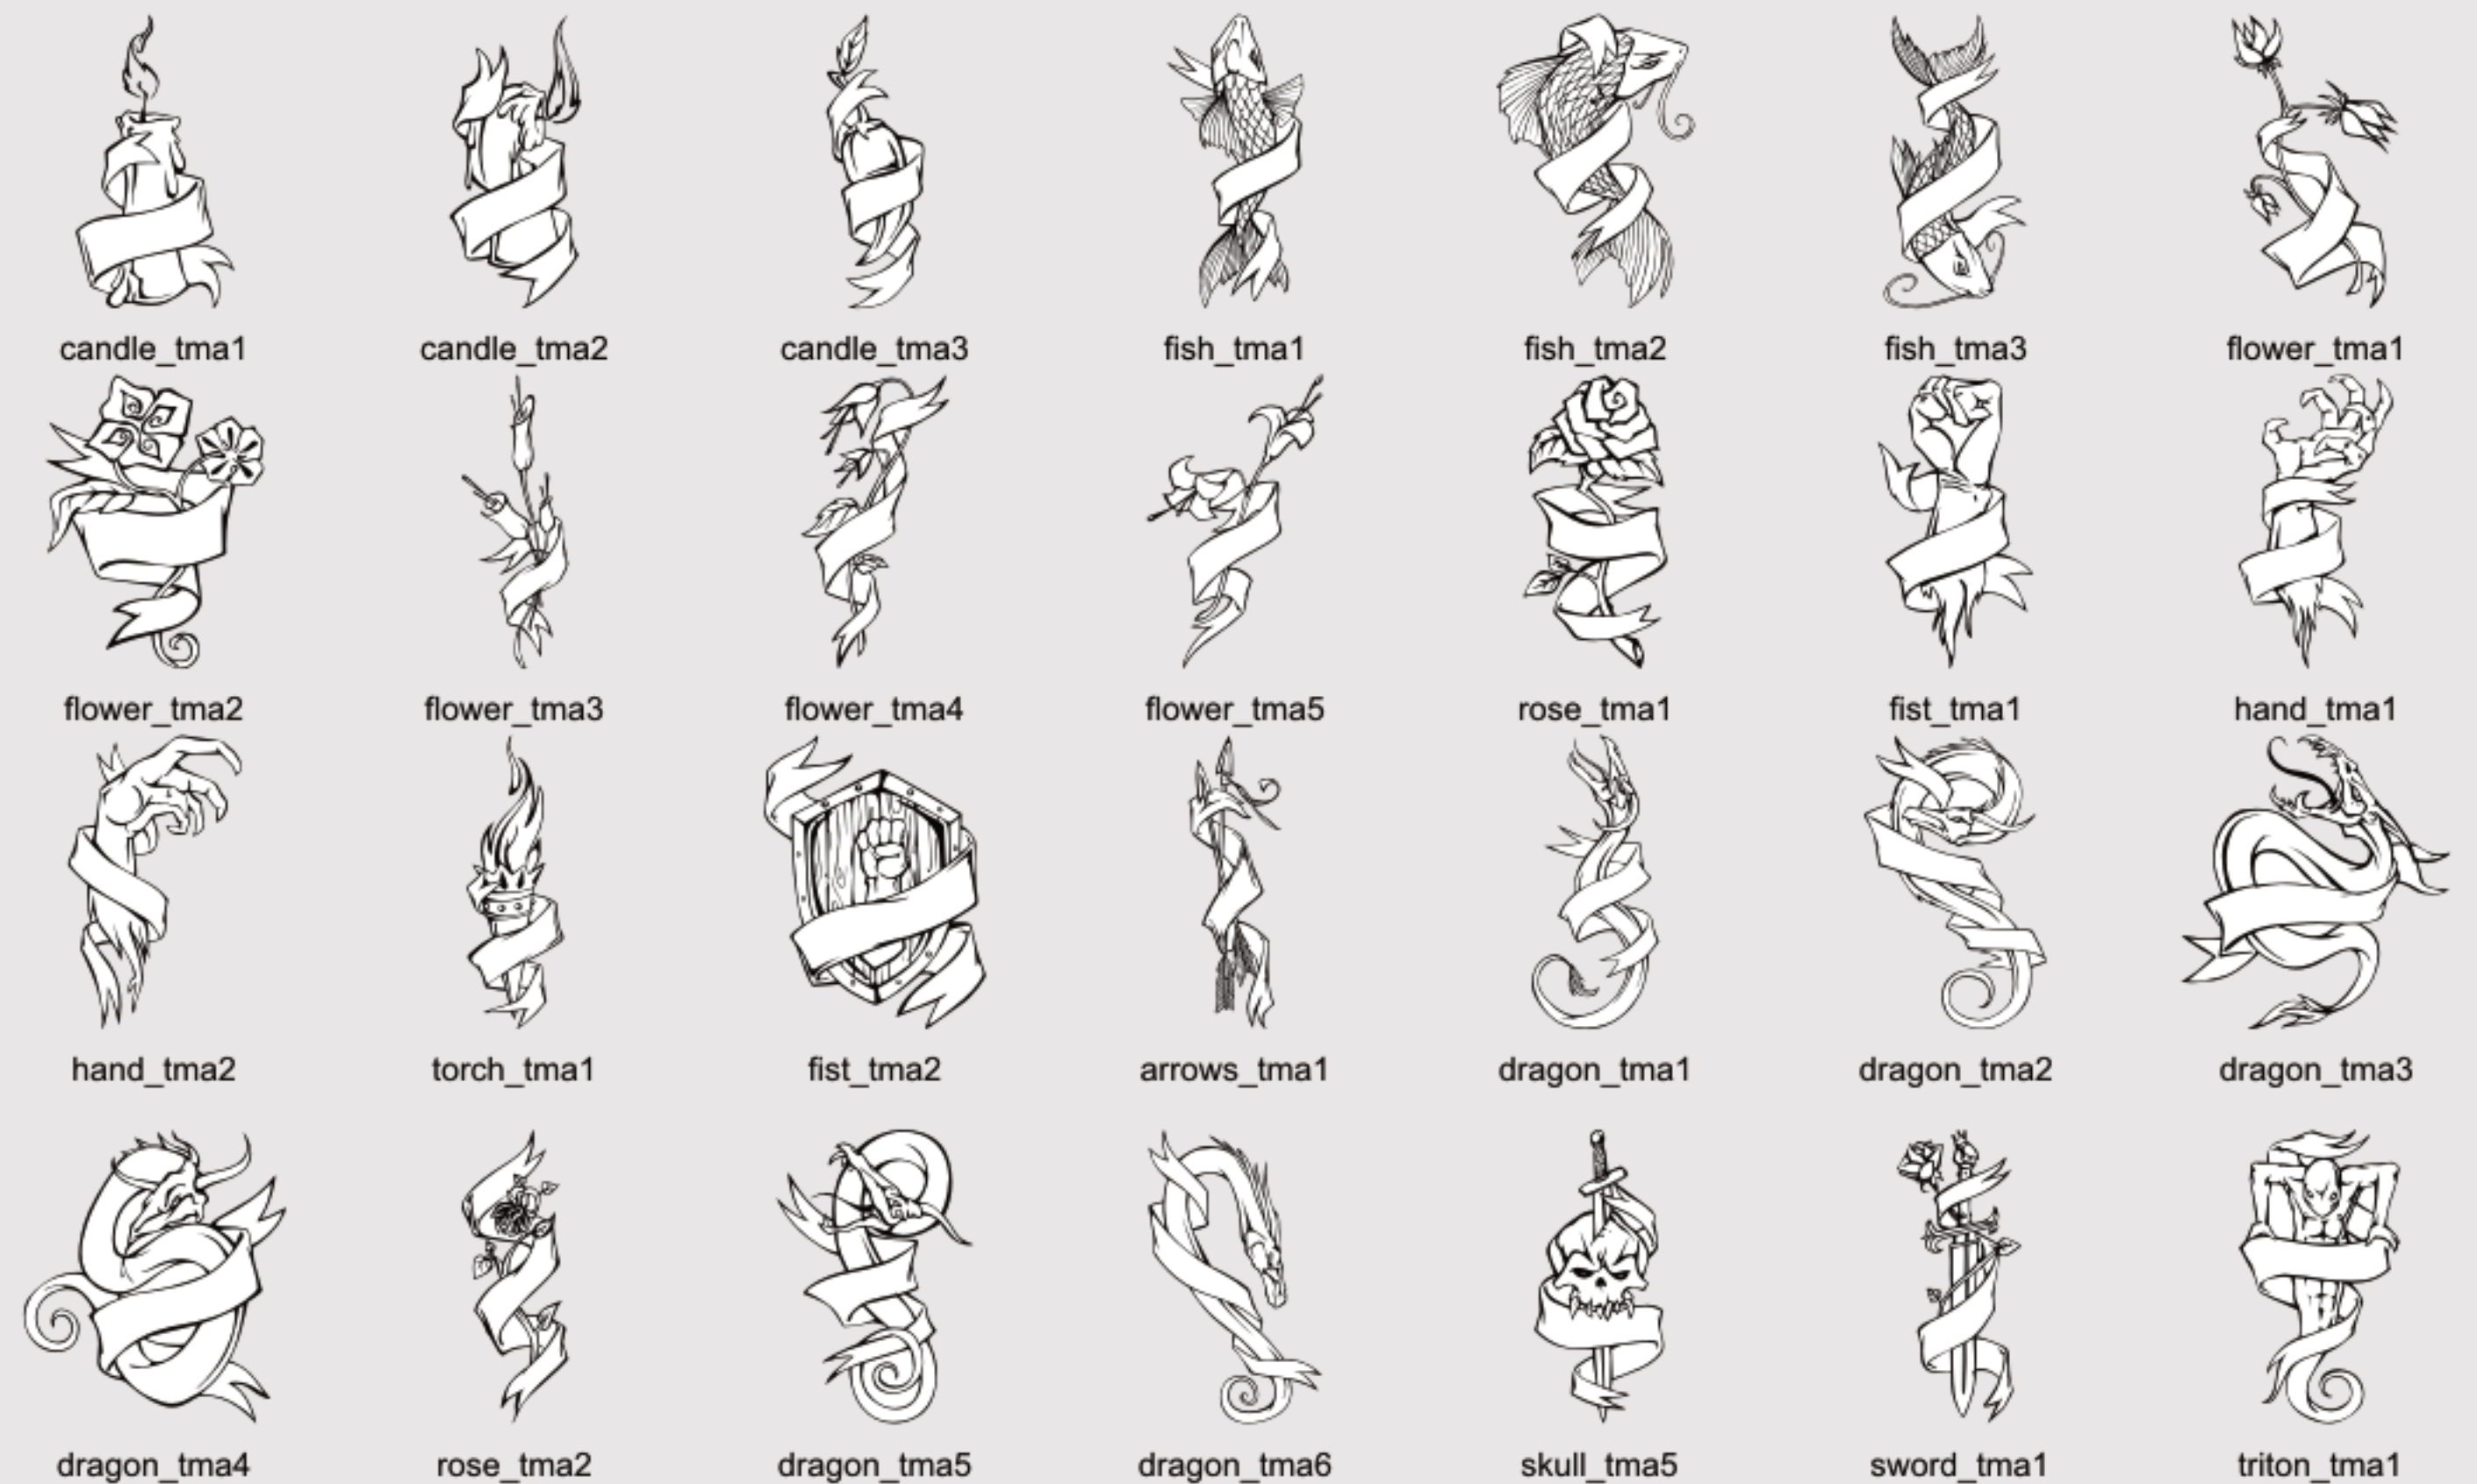 candle_tma1 candle_tma2 candle_tma3 fish_tma1 fish_tma2 fish_tma3 flower_tma1
flower_tma2 flower_tma3 flower_tma4 flower_tma5 rose_tma1 fist_tma1 hand_tma1
hand_tma2 torch_tma1 fist_tma2 arrows_tma1 dragon_tma1 dragon_tma2 dragon_tma3
dragon_tma4 rose_tma2 dragon_tma5 dragon_tma6 skull_tma5 sword_tma1 triton_tma1